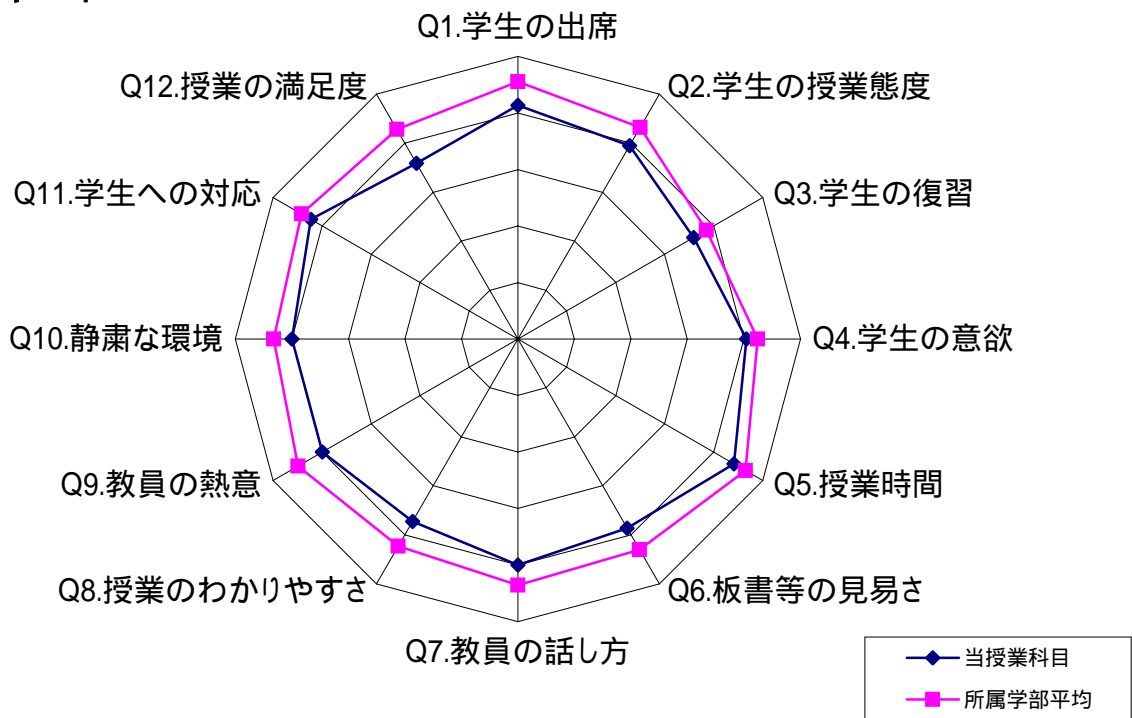 Q1.学生の出席
Q2.学生の授業態度
Q3.学生の復習
Q4.学生の意欲
Q5.授業時間
Q6.板書等の見易さ
Q7.教員の話し方
Q8.授業のわかりやすさ
Q9.教員の熱意
Q10.静粛な環境
Q11.学生への対応
Q12.授業の満足度
当授業科目
所属学部平均